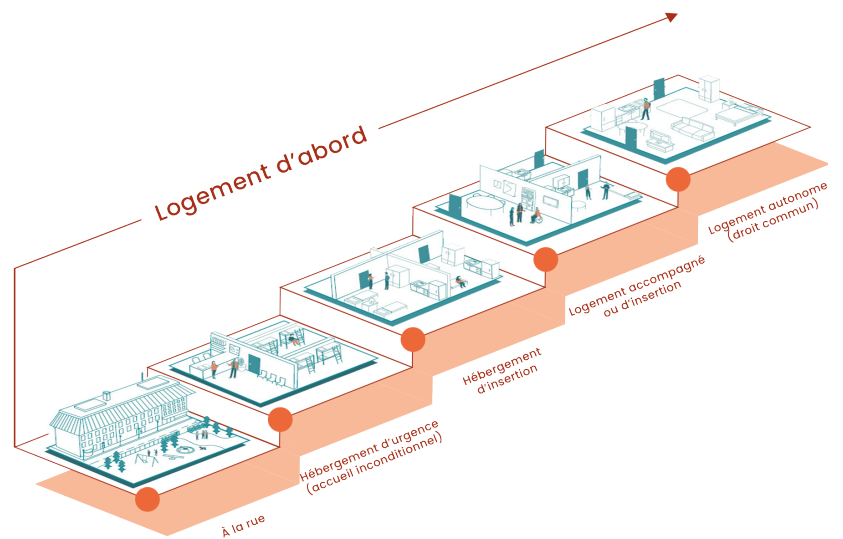 Logement d'abord
Logement autonome
(droit commun)
Logement accompagné
ou d'insertion
Hébergement
d'insertion
Hébergement d'urgence
(accueil inconditionnel)
À la rue